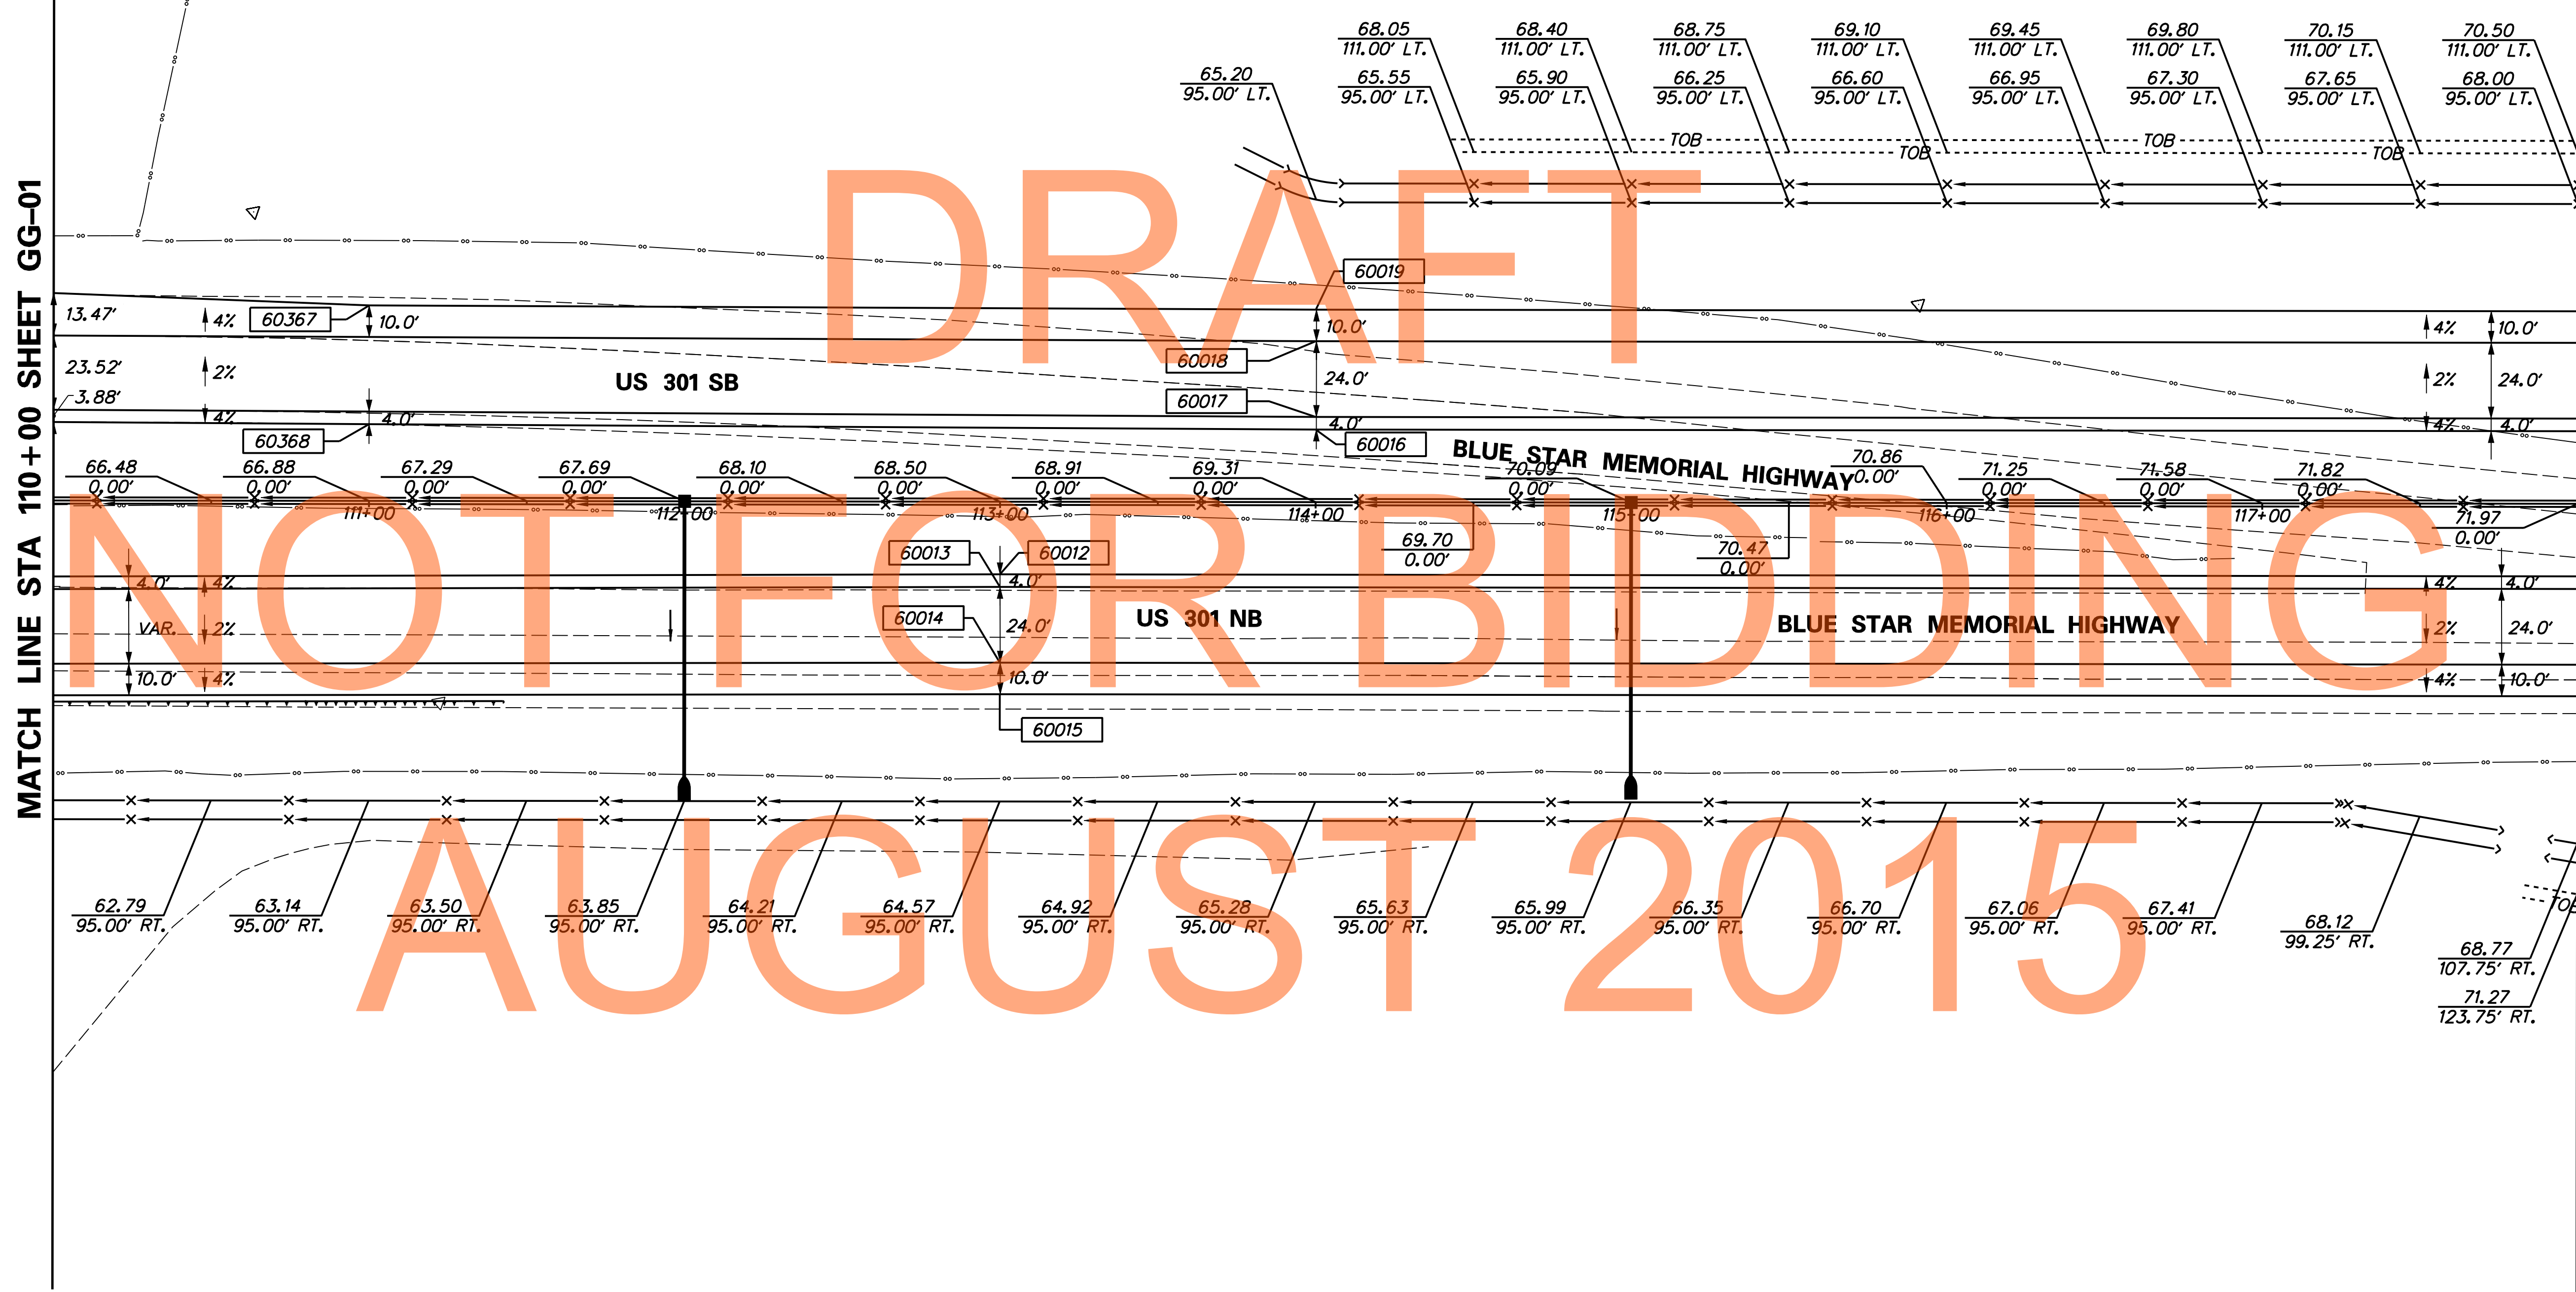 68.05 68.40 68.75 69.10 69.45 69.80 70.15 70.50
111.00' LT. 111.00' LT. 111.00' LT. 111.00' LT. 111.00' LT. 111.00' LT. 111.00' LT. 111.00' LT.
65.20 65.55 65.90 66.25 66.60 66.95 67.30 67.65 68.00
95.00' LT. 95.00' LT. 95.00' LT. 95.00' LT. 95.00' LT. 95.00' LT. 95.00' LT. 95.00' LT. 95.00' LT.
TOB TOB TOB TOB
DRAFT
MATCH LINE STA 110+00 SHEET GG-01
60019
13.47' 4% 60367 10.0' 10.0' 4% 10.0'
60018
23.52' 2% US 301 SB 24.0' 2% 24.0'
3.88' 60017
4% 4.0' 4.0' 4% 4.0'
60368 60016
BLUE STAR MEMORIAL HIGHWAY
66.48 66.88 67.29 67.69 68.10 68.50 68.91 69.31 70.09 70.86 71.25 71.58 71.82
0.00' 0.00' 0.00' 0.00' 0.00' 0.00' 0.00' 0.00' 0.00' 0.00' 0.00' 0.00' 0.00'
111+00 112+00 113+00 114+00 115+00 116+00 117+00
71.97
0.00'
69.70 70.47
0.00' 0.00'
NOT FOR BIDDING
60013 60012
4.0' 4% 4.0' 4% 4.0'
60014
VAR. 2% 24.0' US 301 NB BLUE STAR MEMORIAL HIGHWAY 2% 24.0'
10.0' 4% 10.0' 4% 10.0'
60015
AUGUST 2015
62.79 63.14 63.50 63.85 64.21 64.57 64.92 65.28 65.63 65.99 66.35 66.70 67.06 67.41
95.00' RT. 95.00' RT. 95.00' RT. 95.00' RT. 95.00' RT. 95.00' RT. 95.00' RT. 95.00' RT. 95.00' RT. 95.00' RT. 95.00' RT. 95.00' RT. 95.00' RT. 95.00' RT.
68.12
99.25' RT.
68.77
107.75' RT.
71.27
123.75' RT.